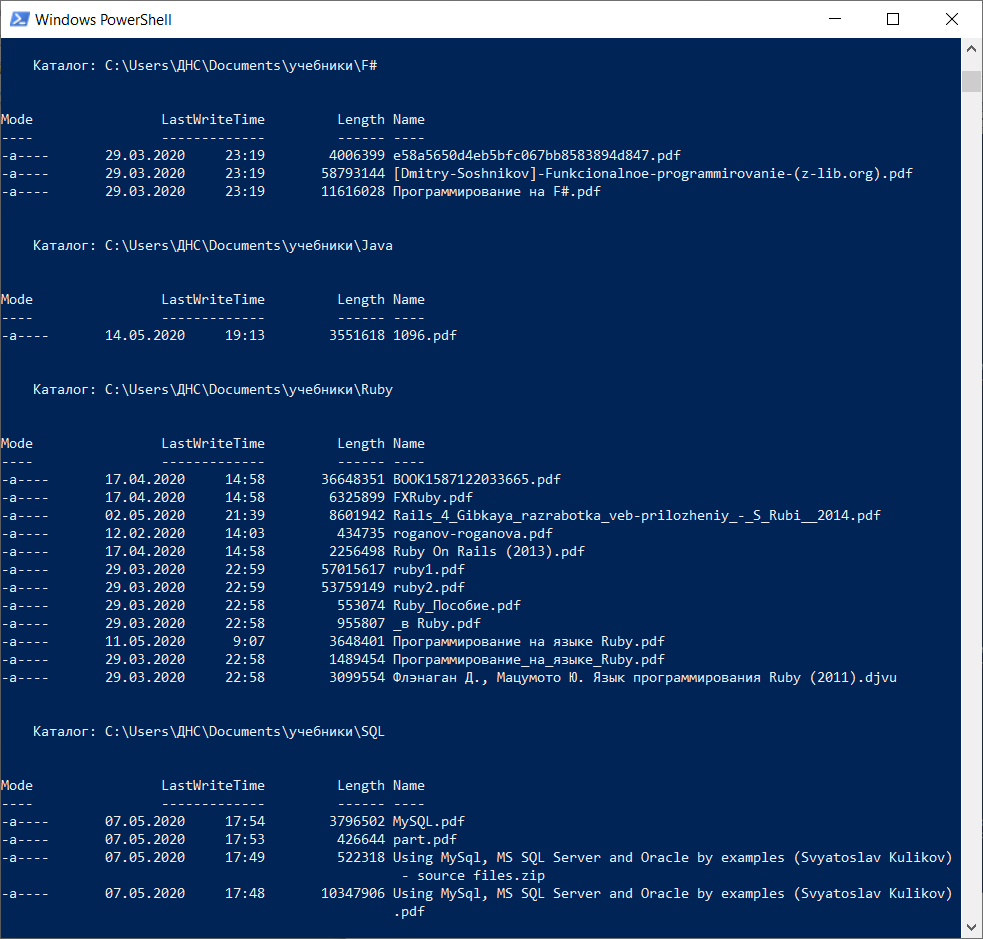 Windows PowerShell
Каталог: C:\Users\ДНС\Documents\учебники\F#
Mode LastWriteTime Length Name
---- ------------- ------ ----
-a---- 29.03.2020 23:19 4006399 e58a5650d4eb5bfc067bb8583894d847.pdf
-a---- 29.03.2020 23:19 58793144 [Dmitry-Soshnikov]-Funkcionalnoe-programmirovanie-(z-lib.org).pdf
-a---- 29.03.2020 23:19 11616028 Программирование на F#.pdf
Каталог: C:\Users\ДНС\Documents\учебники\Java
Mode LastWriteTime Length Name
---- ------------- ------ ----
-a---- 14.05.2020 19:13 3551618 1096.pdf
Каталог: C:\Users\ДНС\Documents\учебники\Ruby
Mode LastWriteTime Length Name
---- ------------- ------ ----
-a---- 17.04.2020 14:58 36648351 BOOK1587122033665.pdf
-a---- 17.04.2020 14:58 6325899 FXRuby.pdf
-a---- 02.05.2020 21:39 8601942 Rails_4_Gibkaya_razrabotka_veb-prilozheniy_-_S_Rubi__2014.pdf
-a---- 12.02.2020 14:03 434735 roganov-roganova.pdf
-a---- 17.04.2020 14:58 2256498 Ruby On Rails (2013).pdf
-a---- 29.03.2020 22:59 57015617 ruby1.pdf
-a---- 29.03.2020 22:59 53759149 ruby2.pdf
-a---- 29.03.2020 22:58 553074 Ruby_Пособие.pdf
-a---- 29.03.2020 22:58 955807 _в Ruby.pdf
-a---- 11.05.2020 9:07 3648401 Программирование на языке Ruby.pdf
-a---- 29.03.2020 22:58 1489454 Программирование_на_языке_Ruby.pdf
-a---- 29.03.2020 22:58 3099554 Флэнаган Д., Мацумото Ю. Язык программирования Ruby (2011).djvu
Каталог: C:\Users\ДНС\Documents\учебники\SQL
Mode LastWriteTime Length Name
---- ------------- ------ ----
-a---- 07.05.2020 17:54 3796502 MySQL.pdf
-a---- 07.05.2020 17:53 426644 part.pdf
-a---- 07.05.2020 17:49 522318 Using MySql, MS SQL Server and Oracle by examples (Svyatoslav Kulikov)
- source files.zip
-a---- 07.05.2020 17:48 10347906 Using MySql, MS SQL Server and Oracle by examples (Svyatoslav Kulikov)
.pdf